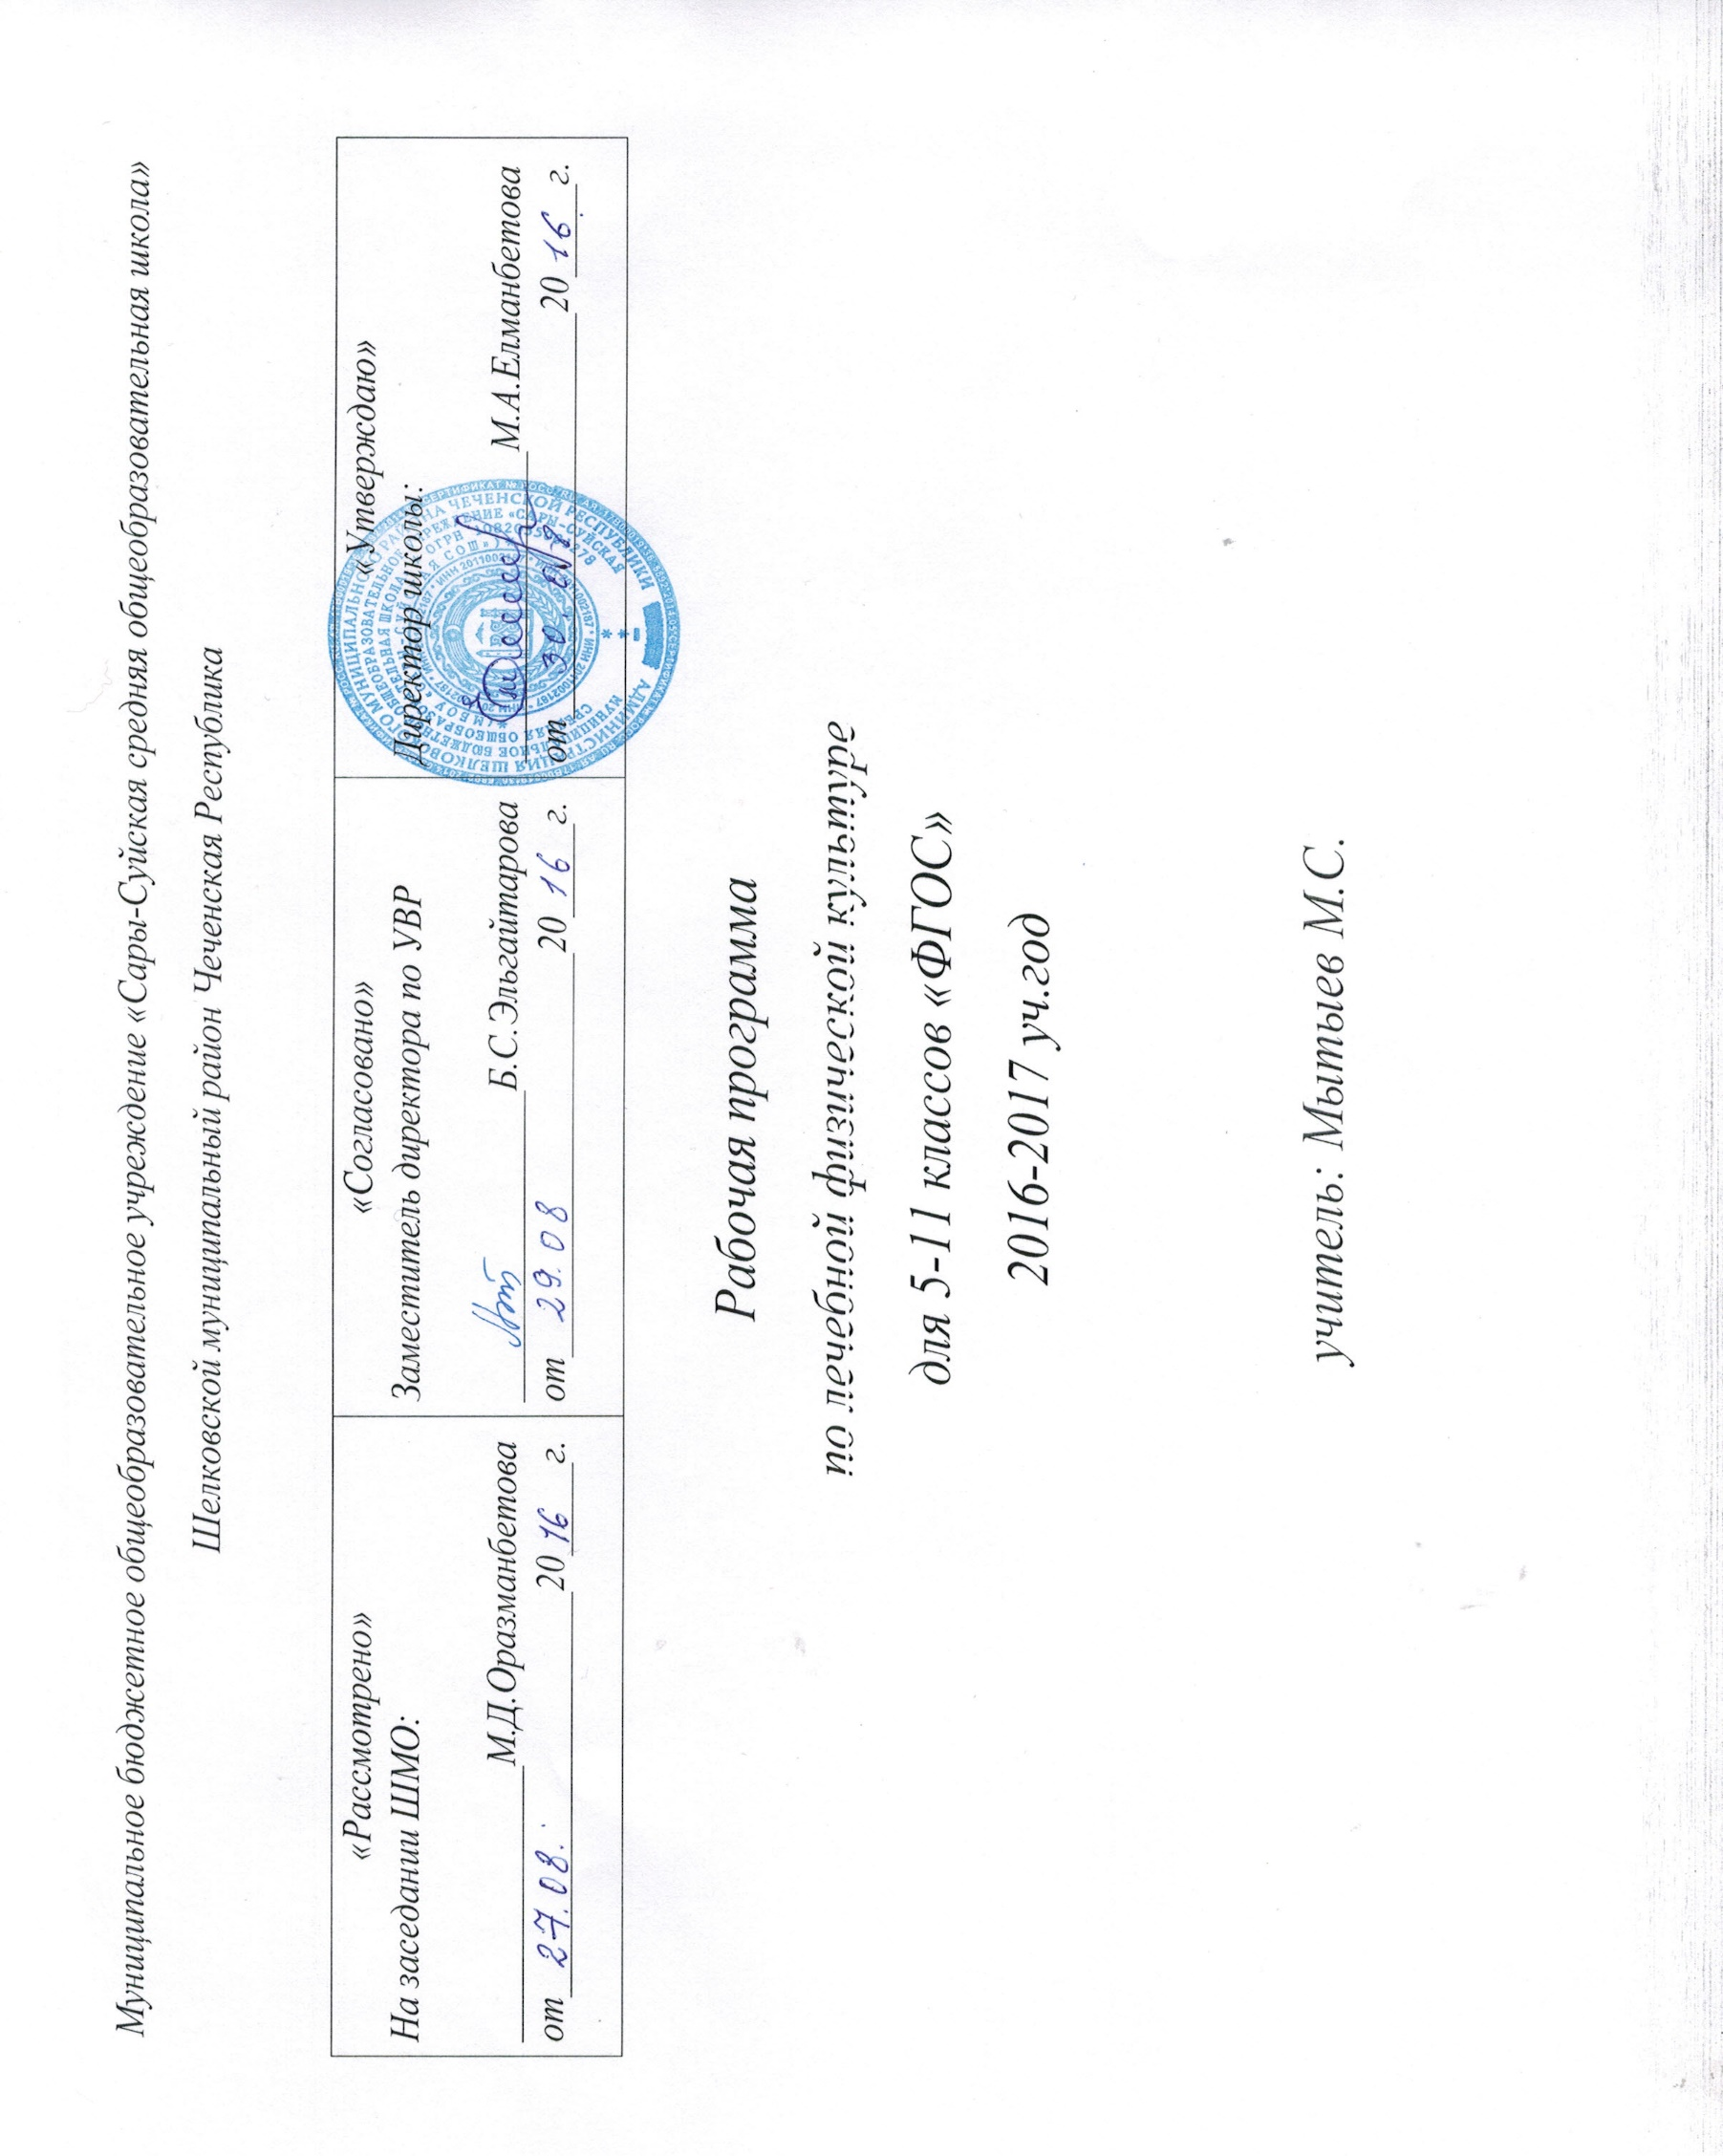 Муниципальное бюджетное общеобразовательное учреждение «Сары-Суйская средняя общеобразовательная школа»
Шелковской муниципальный район Чеченская Республика
«Рассмотрено»
На заседании ШМО:
М.Д.Оразманбетова
от 27.08. 2016 г.
«Согласовано»
Заместитель директора по УВР
Б.С.Эльгайтарова
от 29.08 2016 г.
«Утверждаю»
Директор школы:
М.А.Елманбетова
от 30. 2016 г.
Рабочая программа
по лечебной физической культуре
для 5-11 классов «ФГОС»
2016-2017 уч.год
учитель: Мытыев М.С.